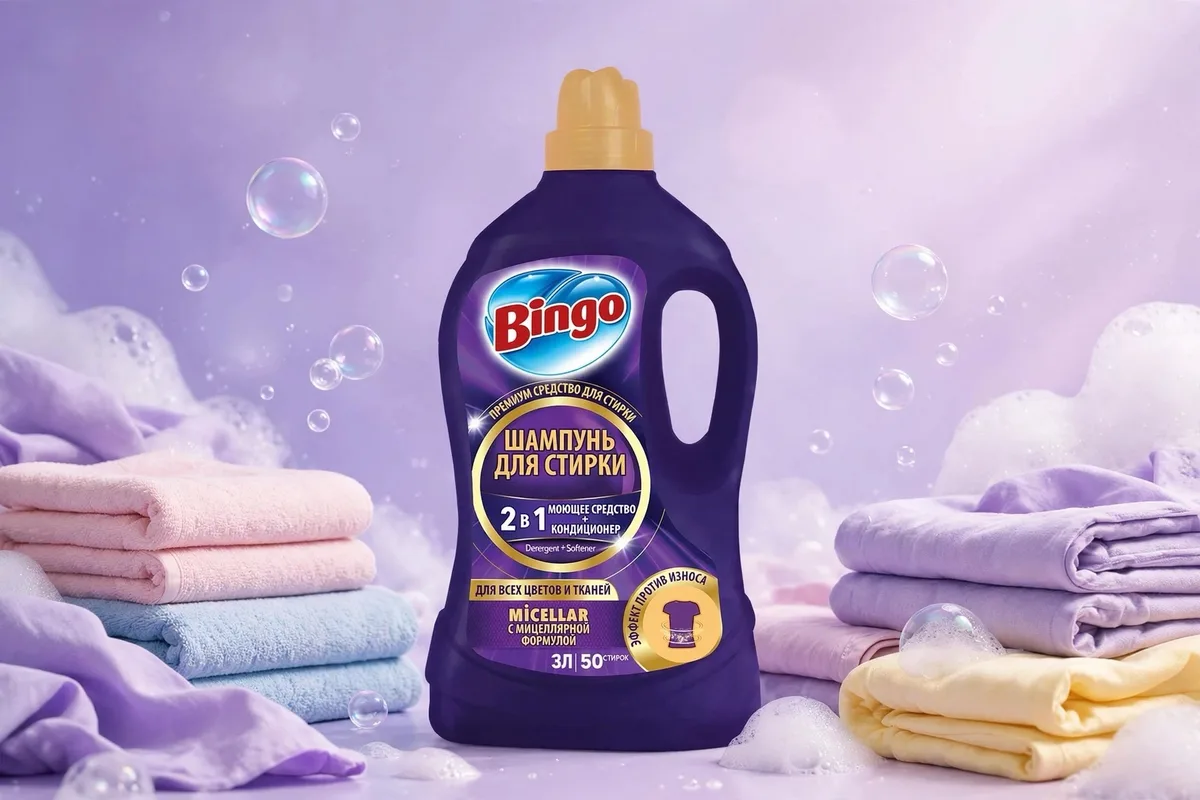 Bingo
ПРЕМИУМ СРЕДСТВО ДЛЯ СТИРКИ
ШАМПУНЬ
ДЛЯ СТИРКИ
2 В 1 МОЮЩЕЕ СРЕДСТВО
+
КОНДИЦИОНЕР
Derergent + Softener
ДЛЯ ВСЕХ ЦВЕТОВ И ТКАНЕЙ
MiCELLAR
С МИЦЕЛЛЯРНОЙ
ФОРМУЛОЙ
ЭФФЕКТ ПРОТИВ ИЗНОСА
3Л | 50 СТИРОК